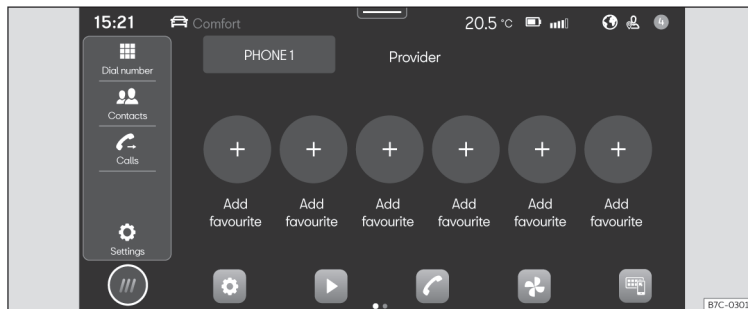 15:21
Comfort
20.5 °C
4
Dial number
Contacts
Calls
Settings
PHONE 1
Provider
Add
favourite
Add
favourite
Add
favourite
Add
favourite
Add
favourite
Add
favourite
B7C-0301